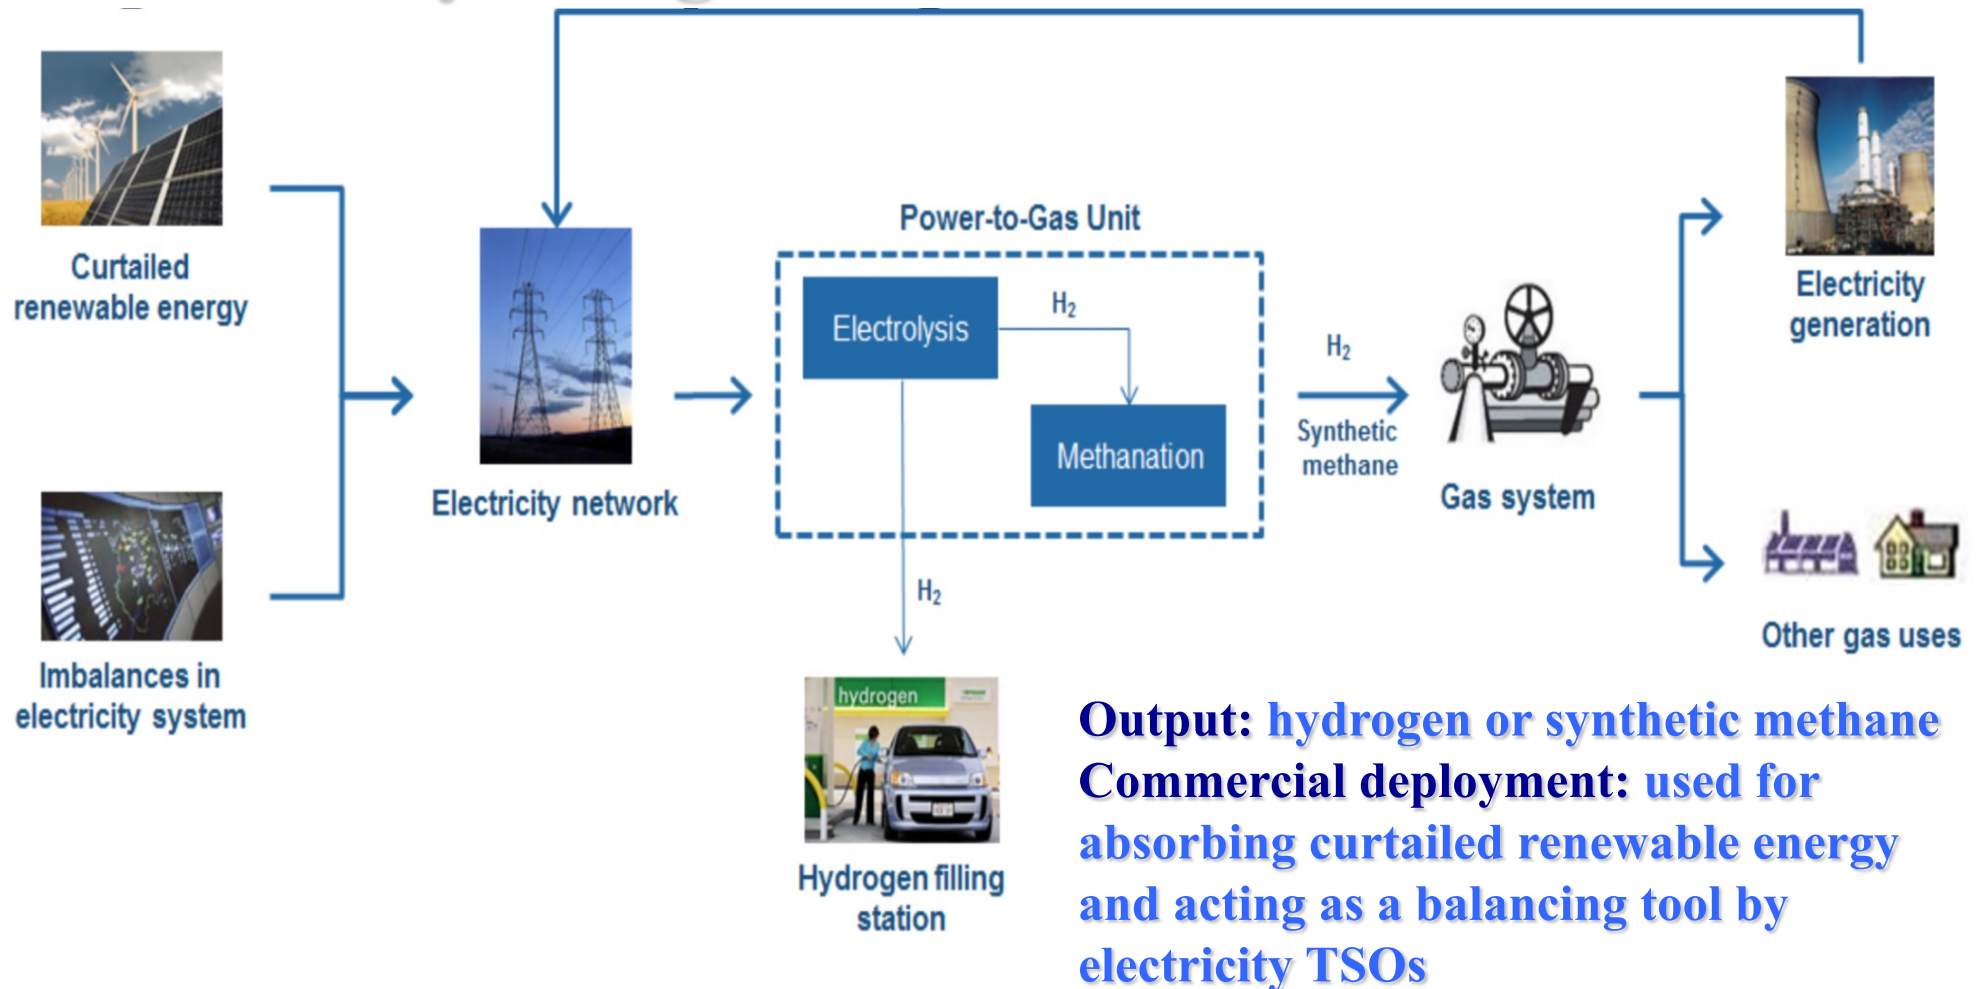 Curtailed
renewable energy
Imbalances in
electricity system
Electricity network
Power-to-Gas Unit
Electrolysis
H₂
Methanation
H₂
hydrogen
Hydrogen filling
station
H₂
Synthetic
methane
Gas system
Electricity
generation
Other gas uses
Output: hydrogen or synthetic methane
Commercial deployment: used for
absorbing curtailed renewable energy
and acting as a balancing tool by
electricity TSOs